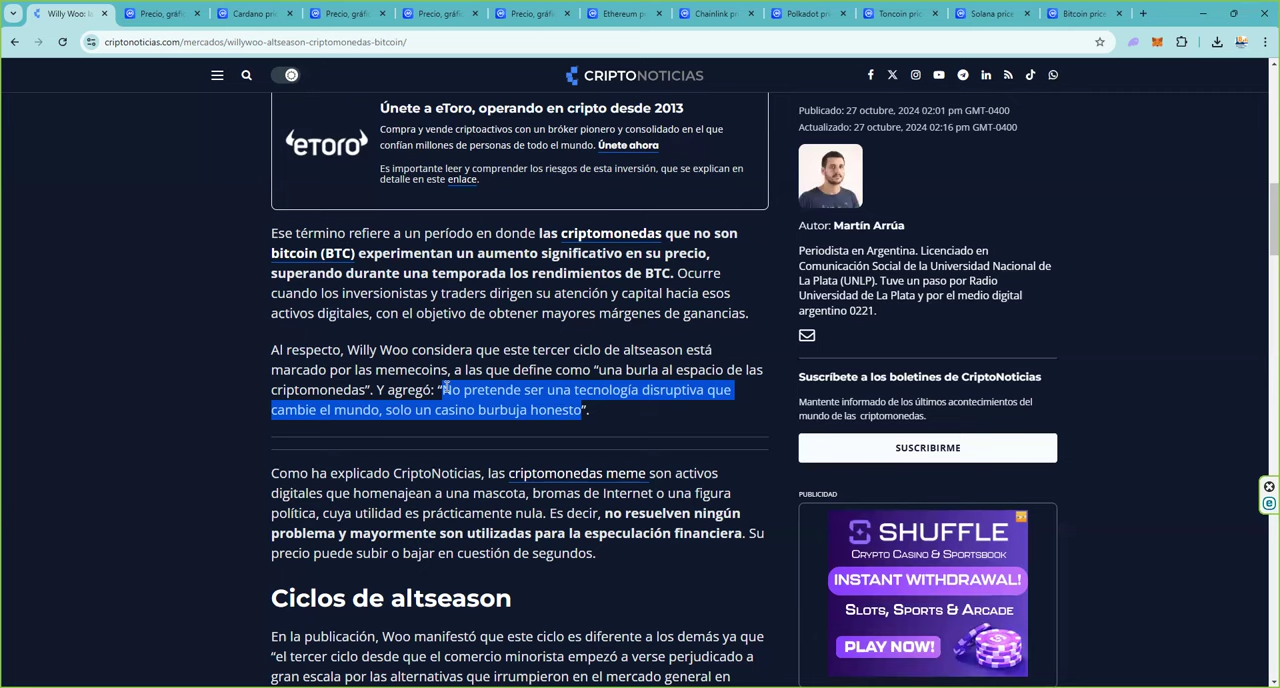 Willy Woo: la
Precio, gráfi
Cardano pri
Precio, gráfi
Precio, gráfi
Precio, gráfi
Ethereum p
Chainlink pr
Polkadot pri
Toncoin pric
Solana price
Bitcoin price
criptonoticias.com/mercados/willywoo-altseason-criptomonedas-bitcoin/
CRIPTONOTICIAS
eToro
Únete a eToro, operando en cripto desde 2013
Compra y vende criptoactivos con un bróker pionero y consolidado en el que
confían millones de personas de todo el mundo. Únete ahora
Es importante leer y comprender los riesgos de esta inversión, que se explican en
detalle en este enlace.
Ese término refiere a un período en donde las criptomonedas que no son
bitcoin (BTC) experimentan un aumento significativo en su precio,
superando durante una temporada los rendimientos de BTC. Ocurre
cuando los inversionistas y traders dirigen su atención y capital hacia esos
activos digitales, con el objetivo de obtener mayores márgenes de ganancias.
Al respecto, Willy Woo considera que este tercer ciclo de altseason está
marcado por las memecoins, a las que define como “una burla al espacio de las
criptomonedas”. Y agregó: “No pretende ser una tecnología disruptiva que
cambie el mundo, solo un casino burbuja honesto”.
Como ha explicado CriptoNoticias, las criptomonedas meme son activos
digitales que homenajean a una mascota, bromas de Internet o una figura
política, cuya utilidad es prácticamente nula. Es decir, no resuelven ningún
problema y mayormente son utilizadas para la especulación financiera. Su
precio puede subir o bajar en cuestión de segundos.
Ciclos de altseason
En la publicación, Woo manifestó que este ciclo es diferente a los demás ya que
“el tercer ciclo desde que el comercio minorista empezó a verse perjudicado a
gran escala por las alternativas que irrumpieron en el mercado general en
Publicado: 27 octubre, 2024 02:01 pm GMT-0400
Actualizado: 27 octubre, 2024 02:16 pm GMT-0400
Autor: Martín Arrúa
Periodista en Argentina. Licenciado en
Comunicación Social de la Universidad Nacional de
La Plata (UNLP). Tuve un paso por Radio
Universidad de La Plata y por el medio digital
argentino 0221.
Suscríbete a los boletines de CriptoNoticias
Mantente informado de los últimos acontecimientos del
mundo de las criptomonedas.
SUSCRIBIRME
PUBLICIDAD
SHUFFLE
CRYPTO CASINO & SPORTSBOOK
INSTANT WITHDRAWAL!
SLOTS, SPORTS & ARCADE
PLAY NOW!